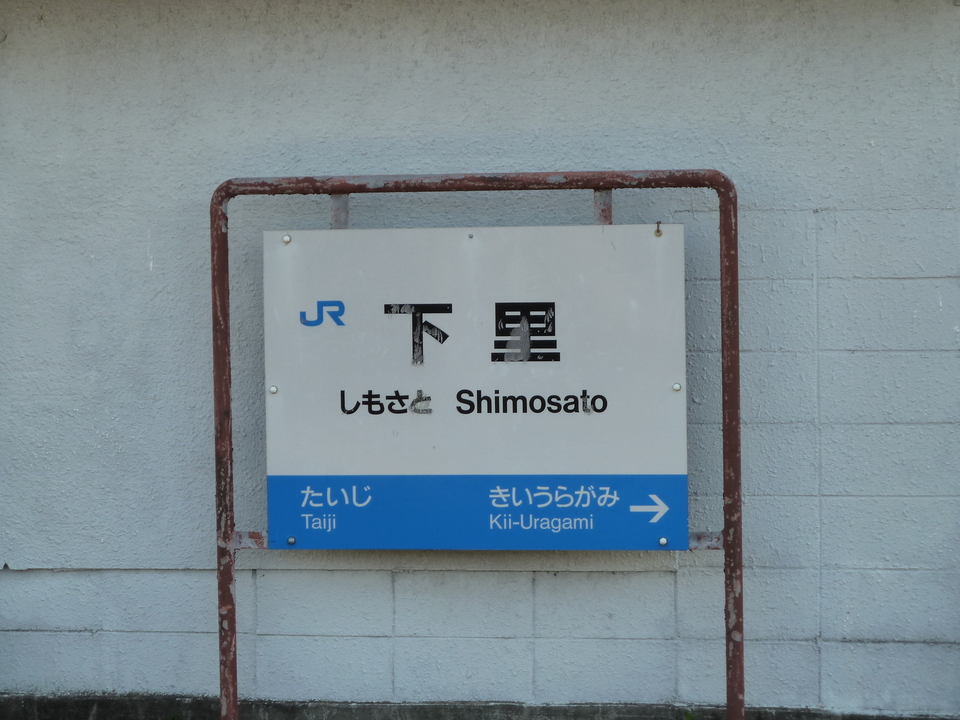 JR 下里
しもさと Shimosato
たいじ きいうらがみ →
Taiji Kii-Uragami